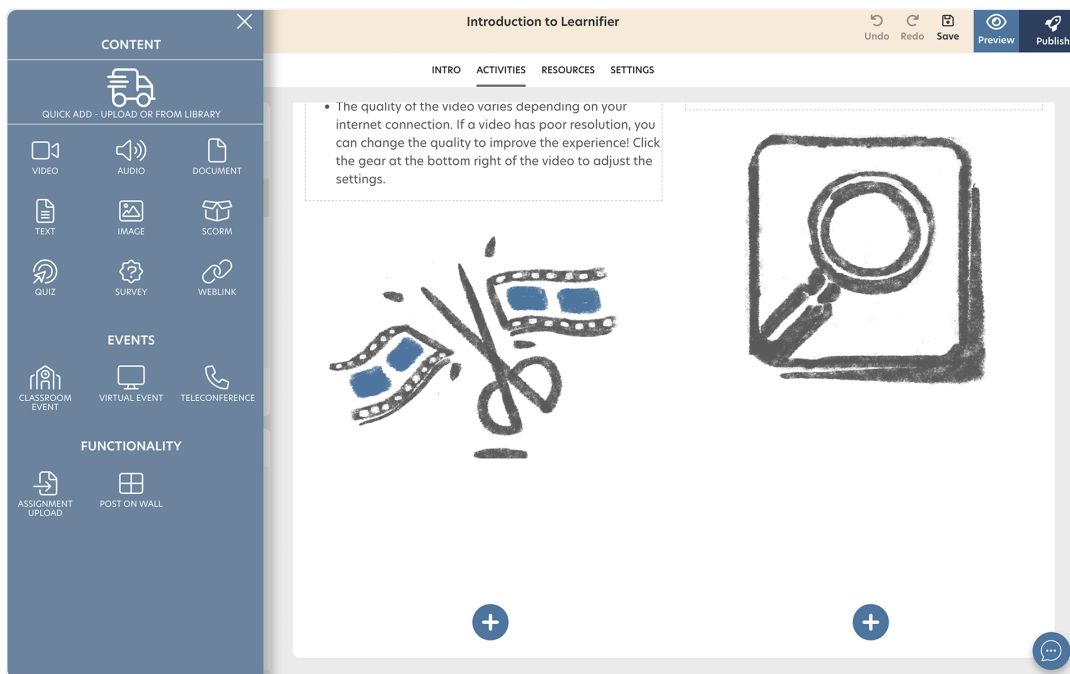 Introduction to Learnifier
Undo
Redo
Save
Preview
Publish
INTRO
ACTIVITIES
RESOURCES
SETTINGS
CONTENT
QUICK ADD - UPLOAD OR FROM LIBRARY
VIDEO
AUDIO
DOCUMENT
TEXT
IMAGE
SCORM
QUIZ
SURVEY
WEBLINK
EVENTS
CLASSROOM
EVENT
VIRTUAL EVENT
TELECONFERENCE
FUNCTIONALITY
ASSIGNMENT
UPLOAD
POST ON WALL
• The quality of the video varies depending on your
internet connection. If a video has poor resolution, you
can change the quality to improve the experience! Click
the gear at the bottom right of the video to adjust the
settings.